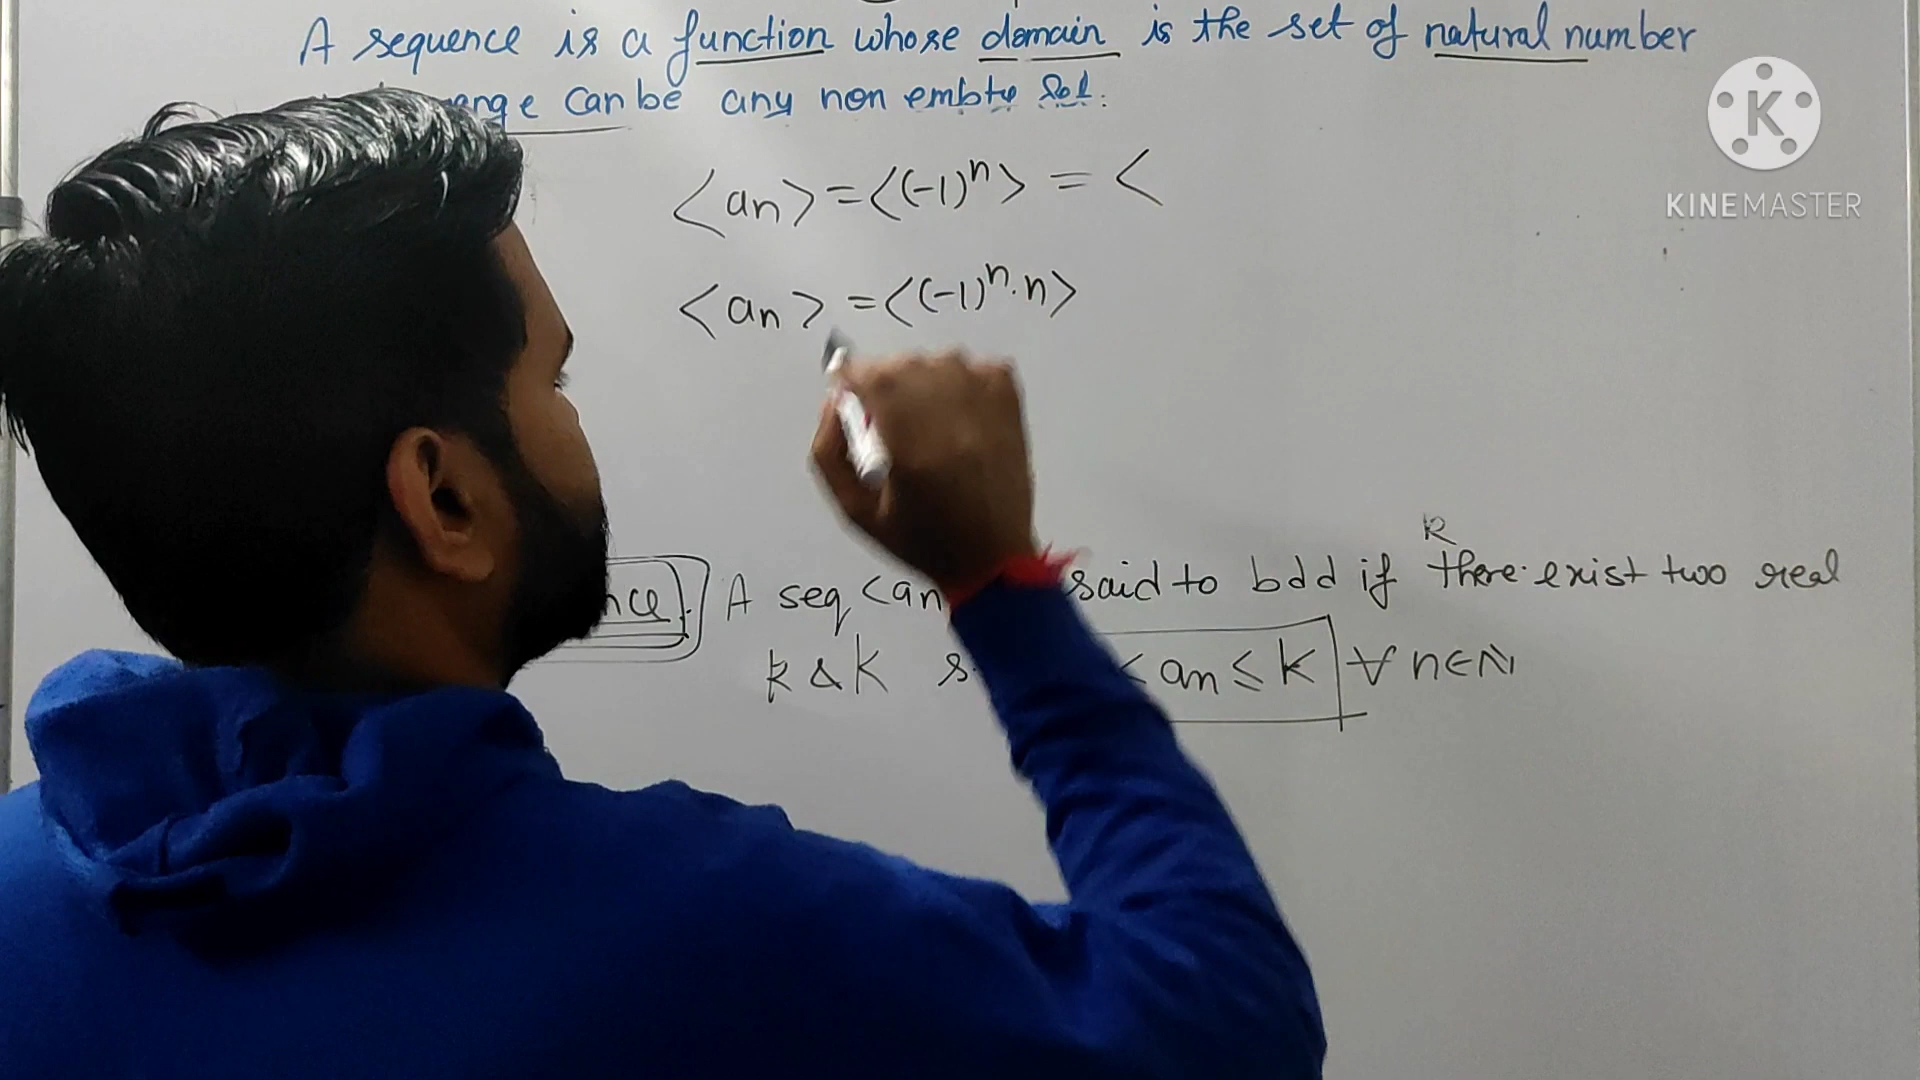 A sequence is a function whose domain is the set of natural number
can be any non empty set.
K
KINEMASTER
<an> = <(-1)^n> = <
<an> = <(-1)^n.n>
k
A seq <an said to bdd if there exist two real
k & K s. < an ≤ K ∀ n∈N